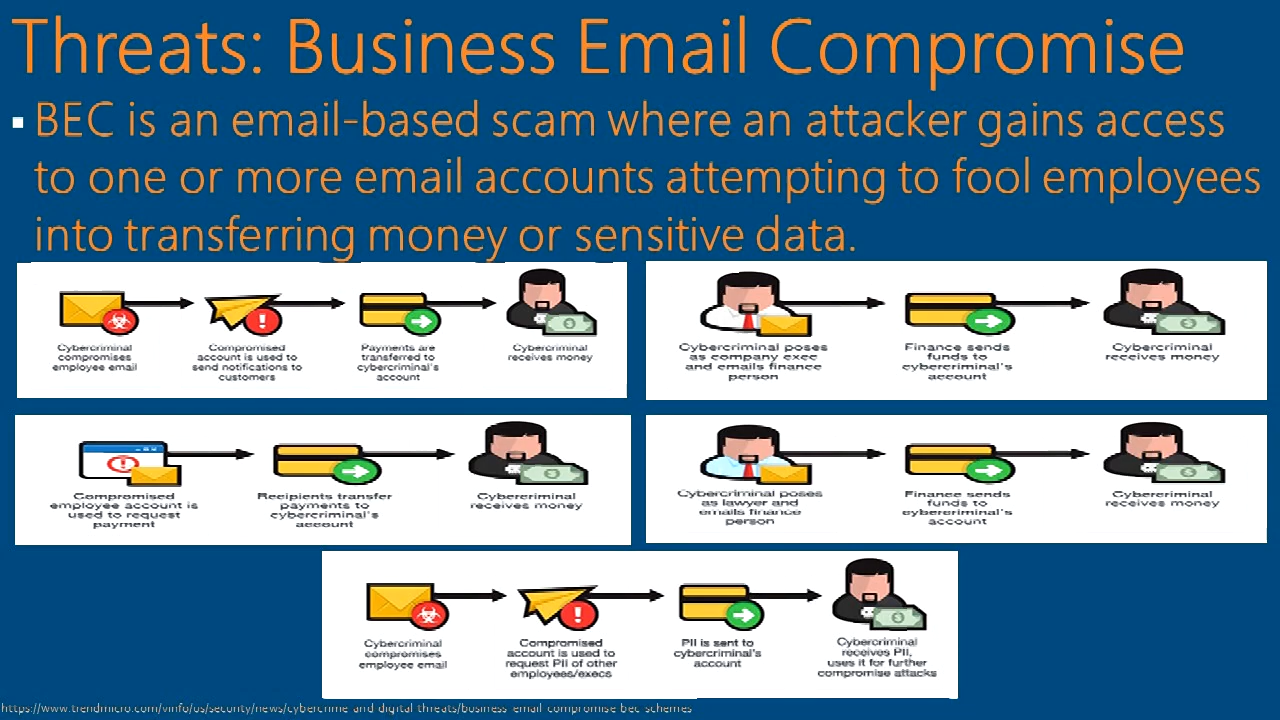 Threats: Business Email Compromise
▪ BEC is an email-based scam where an attacker gains access
to one or more email accounts attempting to fool employees
into transferring money or sensitive data.
Cybercriminal
compromises
employee email
Compromised
account is used to
send notifications to
customers
Payments are
transferred to
cybercriminal's
account
Cybercriminal
receives money
Cybercriminal poses
as company exec
and emails finance
person
Finance sends
funds to
cybercriminal's
account
Cybercriminal
receives money
Compromised
employee account is
used to request
payment
Recipients transfer
payments to
cybercriminal's
account
Cybercriminal
receives money
Cybercriminal poses
as lawyer and
emails finance
person
Finance sends
funds to
cybercriminal's
account
Cybercriminal
receives money
Cybercriminal
compromises
employee email
Compromised
account is used to
request PII of other
employees/execs
PII is sent to
cybercriminal's
account
Cybercriminal
receives PII,
uses it for further
compromise attacks
https://www.trendmicro.com/vinfo/us/security/news/cybercrime-and-digital-threats/business-email-compromise-bec-schemes